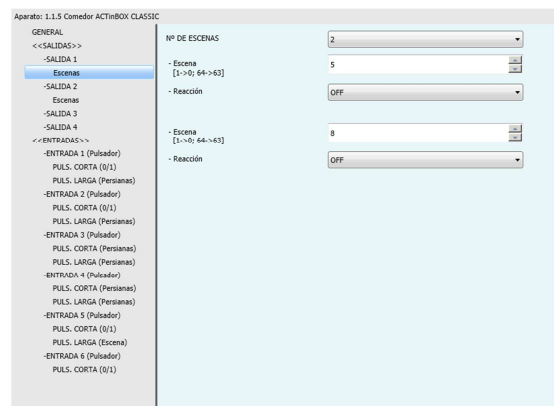 Aparato: 1.1.5 Comedor ACTinBOX CLASSIC
GENERAL
<<SALIDAS>>
-SALIDA 1
Escenas
-SALIDA 2
Escenas
-SALIDA 3
-SALIDA 4
<<ENTRADAS>>
-ENTRADA 1 (Pulsador)
PULS. CORTA (0/1)
PULS. LARGA (Persianas)
-ENTRADA 2 (Pulsador)
PULS. CORTA (0/1)
PULS. LARGA (Persianas)
-ENTRADA 3 (Pulsador)
PULS. CORTA (Persianas)
PULS. LARGA (Persianas)
-ENTRADA 4 (Pulsador)
PULS. CORTA (Persianas)
PULS. LARGA (Persianas)
-ENTRADA 5 (Pulsador)
PULS. CORTA (0/1)
PULS. LARGA (Escena)
-ENTRADA 6 (Pulsador)
PULS. CORTA (0/1)
Nº DE ESCENAS 2
- Escena 5
[1->0; 64->63]
- Reacción OFF
- Escena 8
[1->0; 64->63]
- Reacción OFF